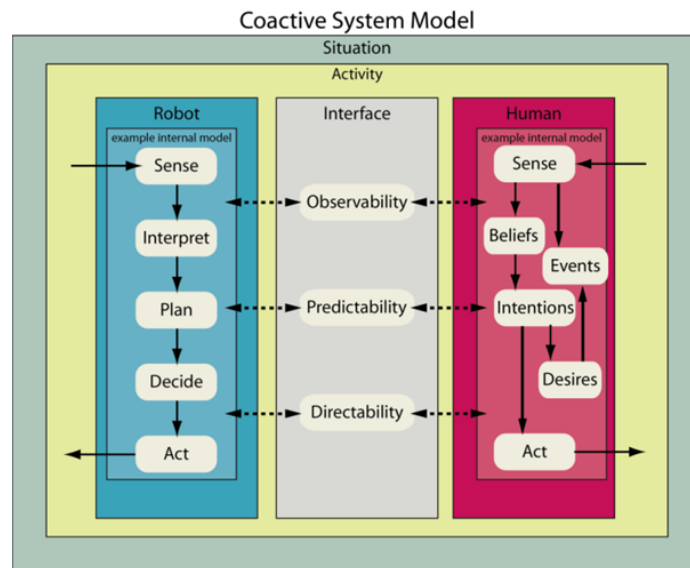 Coactive System Model
Situation
Activity
Robot
Interface
Human
example internal model
example internal model
Sense
Sense
Observability
Interpret
Beliefs
Events
Plan
Predictability
Intentions
Decide
Desires
Directability
Act
Act